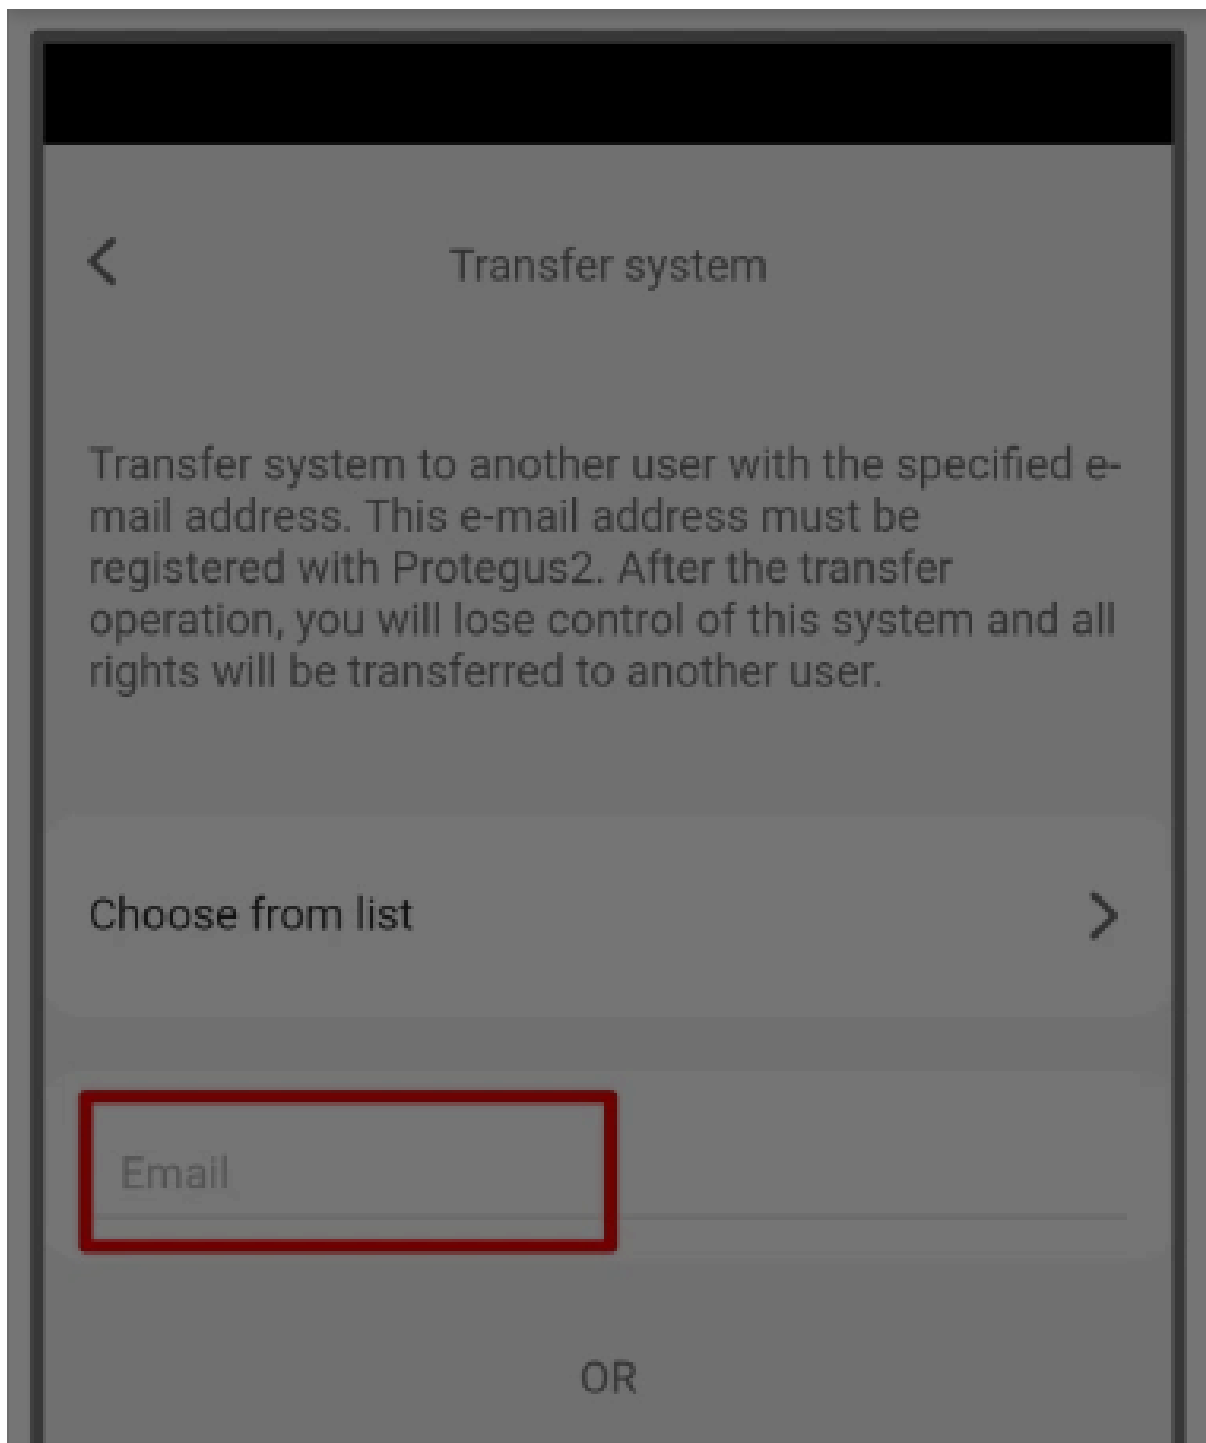 Transfer system
Transfer system to another user with the specified e-
mail address. This e-mail address must be
registered with Protegus2. After the transfer
operation, you will lose control of this system and all
rights will be transferred to another user.
Choose from list
Email
OR